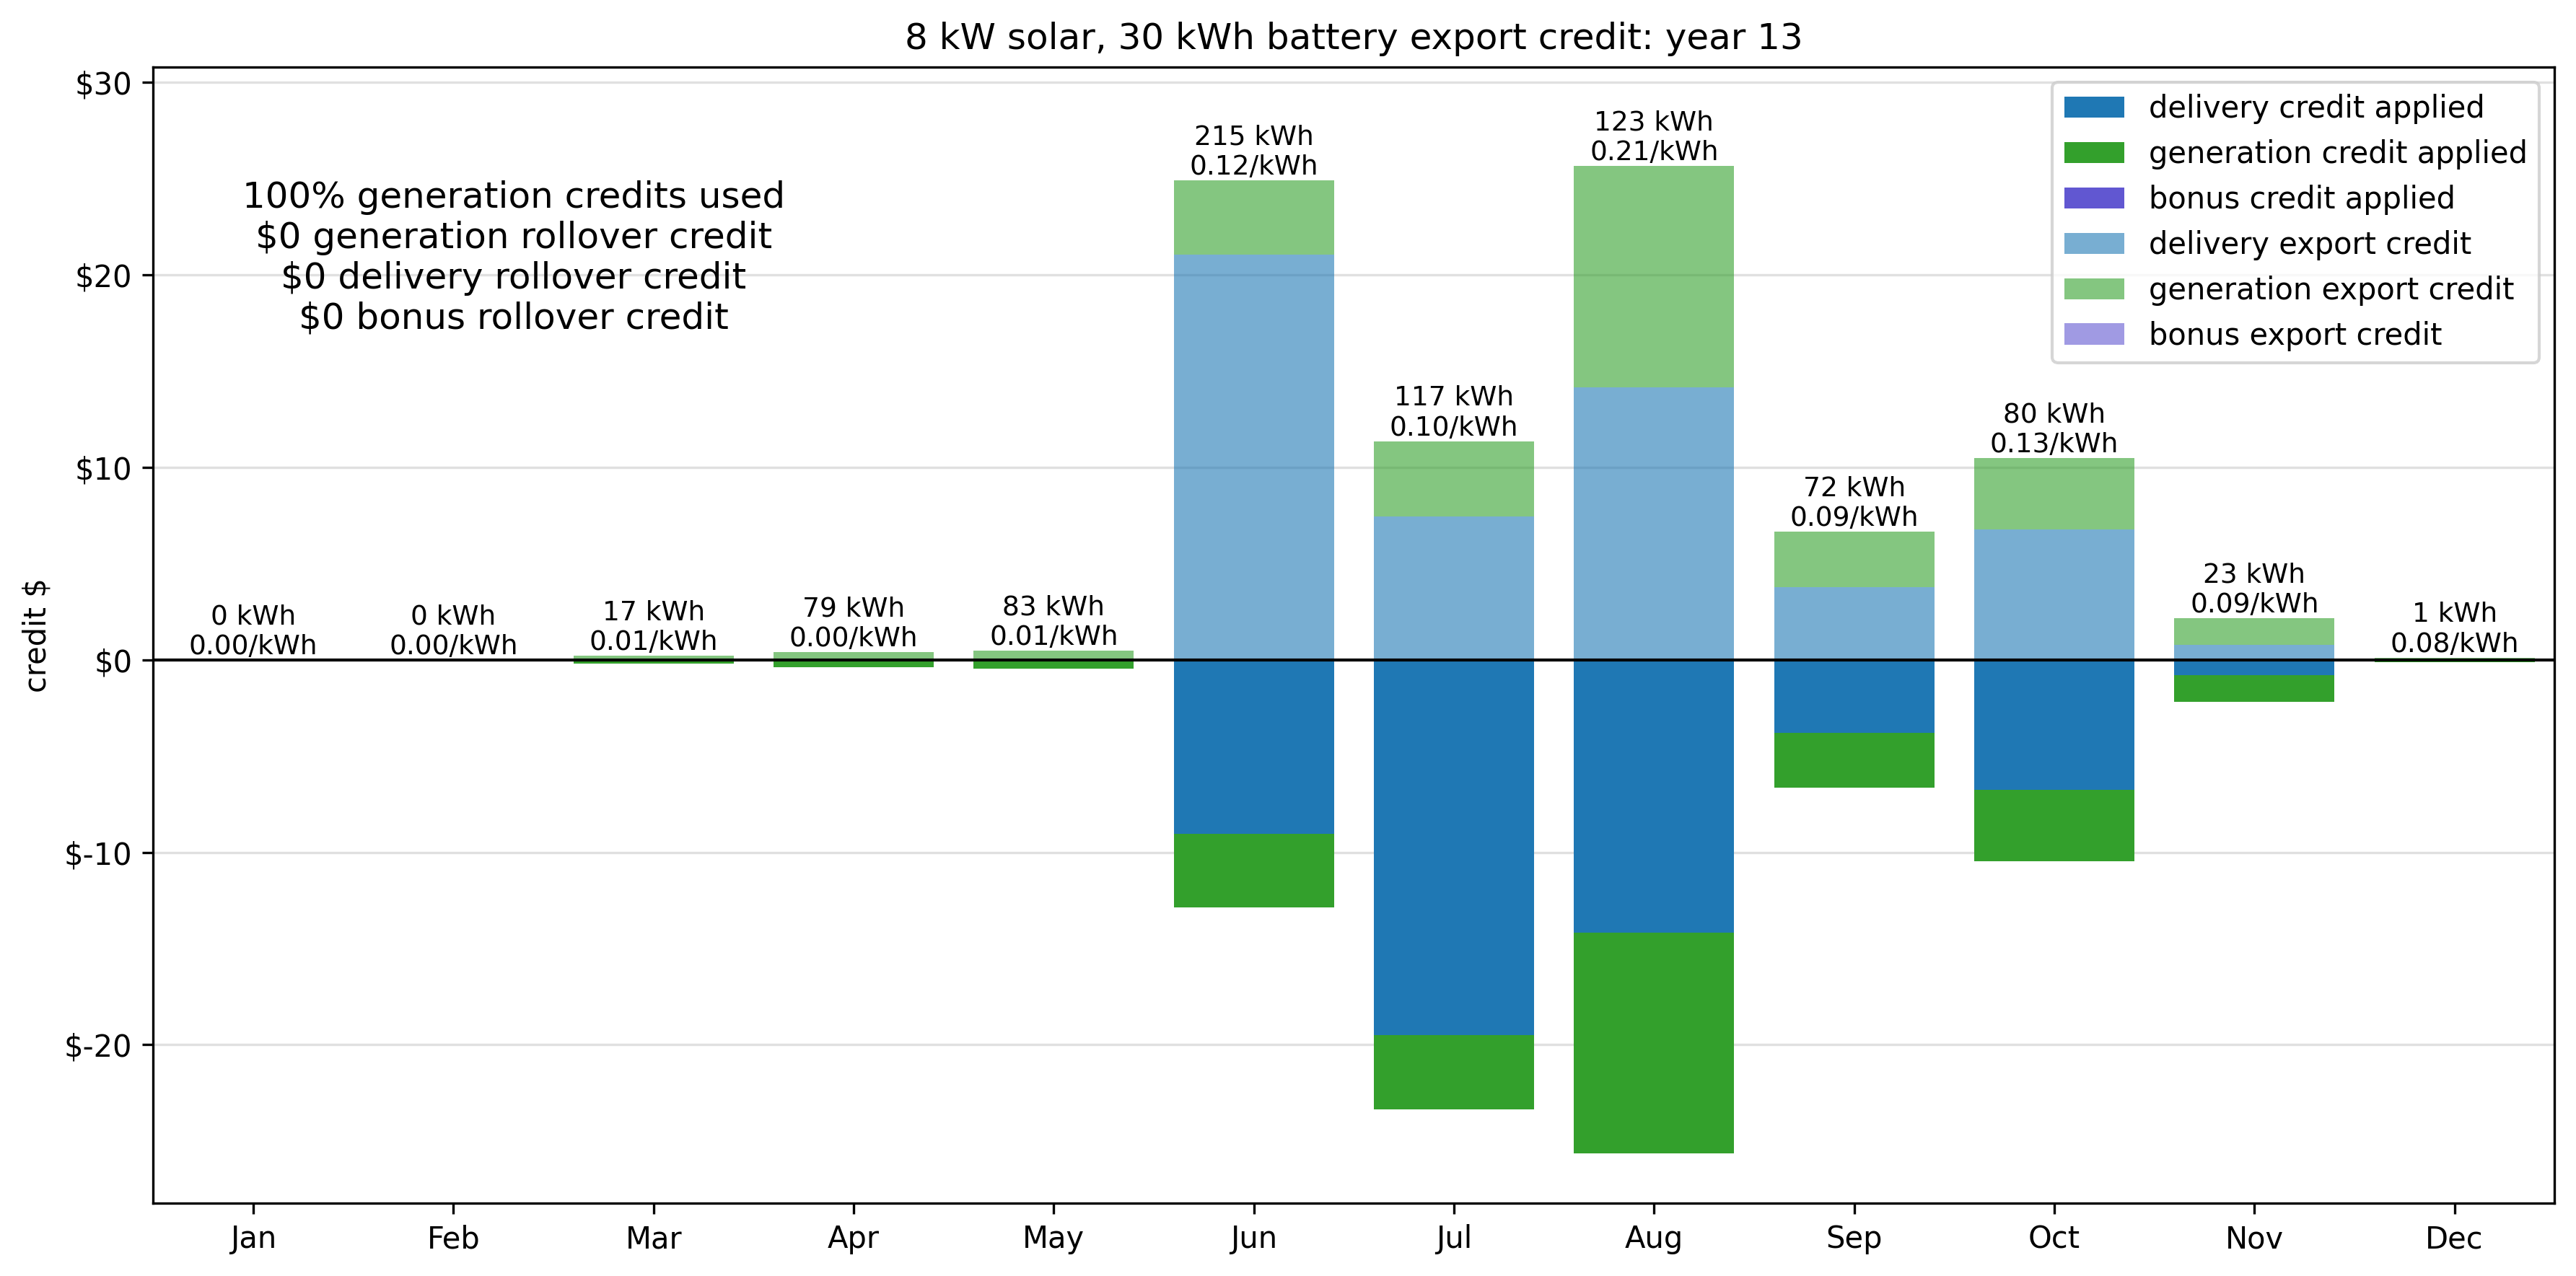 8 kW solar, 30 kWh battery export credit: year 13
$30
$20
$10
$0
$-10
$-20
credit $
100% generation credits used
$0 generation rollover credit
$0 delivery rollover credit
$0 bonus rollover credit
delivery credit applied
generation credit applied
bonus credit applied
delivery export credit
generation export credit
bonus export credit
0 kWh
0.00/kWh
0 kWh
0.00/kWh
17 kWh
0.01/kWh
79 kWh
0.00/kWh
83 kWh
0.01/kWh
215 kWh
0.12/kWh
117 kWh
0.10/kWh
123 kWh
0.21/kWh
72 kWh
0.09/kWh
80 kWh
0.13/kWh
23 kWh
0.09/kWh
1 kWh
0.08/kWh
Jan Feb Mar Apr May Jun Jul Aug Sep Oct Nov Dec